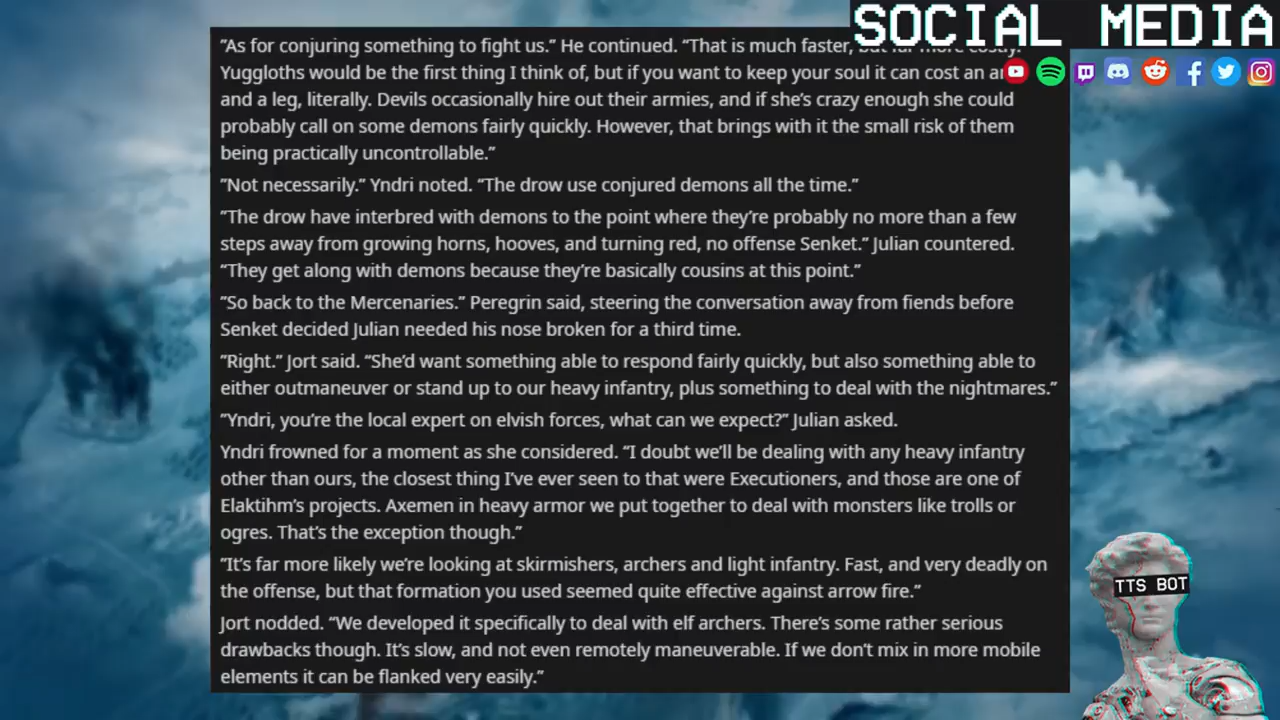 SOCIAL MEDIA
"As for conjuring something to fight us." He continued. "That is much faster, but far more costly.
Yuggloths would be the first thing I think of, but if you want to keep your soul it can cost an
and a leg, literally. Devils occasionally hire out their armies, and if she's crazy enough she could
probably call on some demons fairly quickly. However, that brings with it the small risk of them
being practically uncontrollable."
"Not necessarily." Yndri noted. "The drow use conjured demons all the time."
"The drow have interbred with demons to the point where they're probably no more than a few
steps away from growing horns, hooves, and turning red, no offense Senket." Julian countered.
"They get along with demons because they're basically cousins at this point."
"So back to the Mercenaries." Peregrin said, steering the conversation away from fiends before
Senket decided Julian needed his nose broken for a third time.
"Right." Jort said. "She'd want something able to respond fairly quickly, but also something able to
either outmaneuver or stand up to our heavy infantry, plus something to deal with the nightmares."
"Yndri, you're the local expert on elvish forces, what can we expect?" Julian asked.
Yndri frowned for a moment as she considered. "I doubt we'll be dealing with any heavy infantry
other than ours, the closest thing I've ever seen to that were Executioners, and those are one of
Elaktihm's projects. Axemen in heavy armor we put together to deal with monsters like trolls or
ogres. That's the exception though."
"It's far more likely we're looking at skirmishers, archers and light infantry. Fast, and very deadly on
the offense, but that formation you used seemed quite effective against arrow fire."
Jort nodded. "We developed it specifically to deal with elf archers. There's some rather serious
drawbacks though. It's slow, and not even remotely maneuverable. If we don't mix in more mobile
elements it can be flanked very easily."
TTS BOT